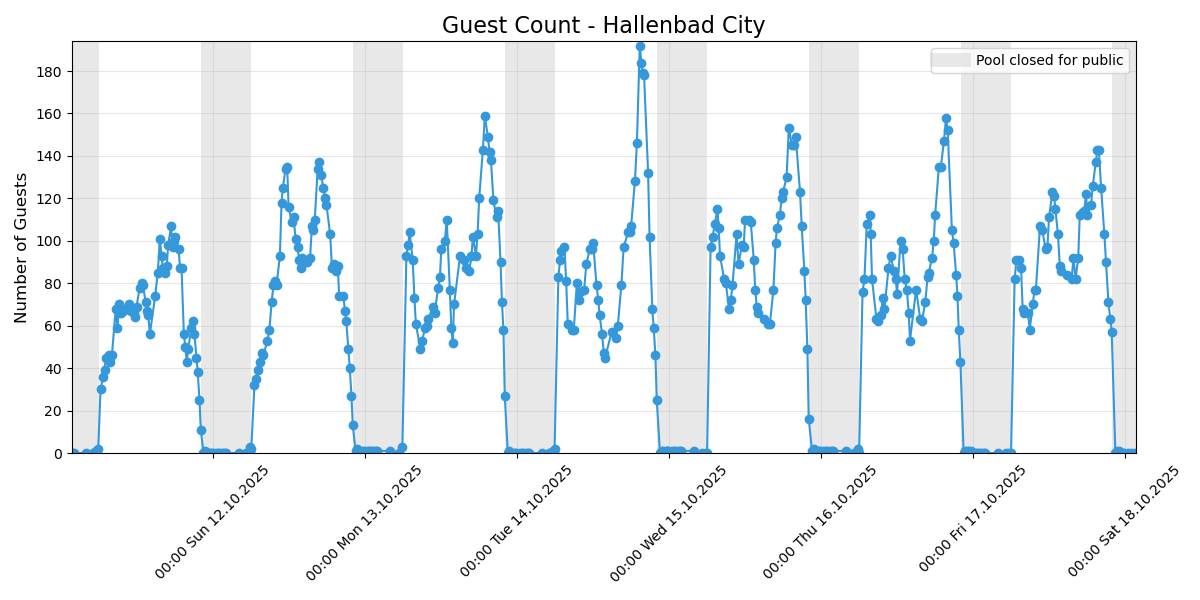 Guest Count - Hallenbad City
Pool closed for public
Number of Guests
180
160
140
120
100
80
60
40
20
0
00:00 Sun 12.10.2025
00:00 Mon 13.10.2025
00:00 Tue 14.10.2025
00:00 Wed 15.10.2025
00:00 Thu 16.10.2025
00:00 Fri 17.10.2025
00:00 Sat 18.10.2025